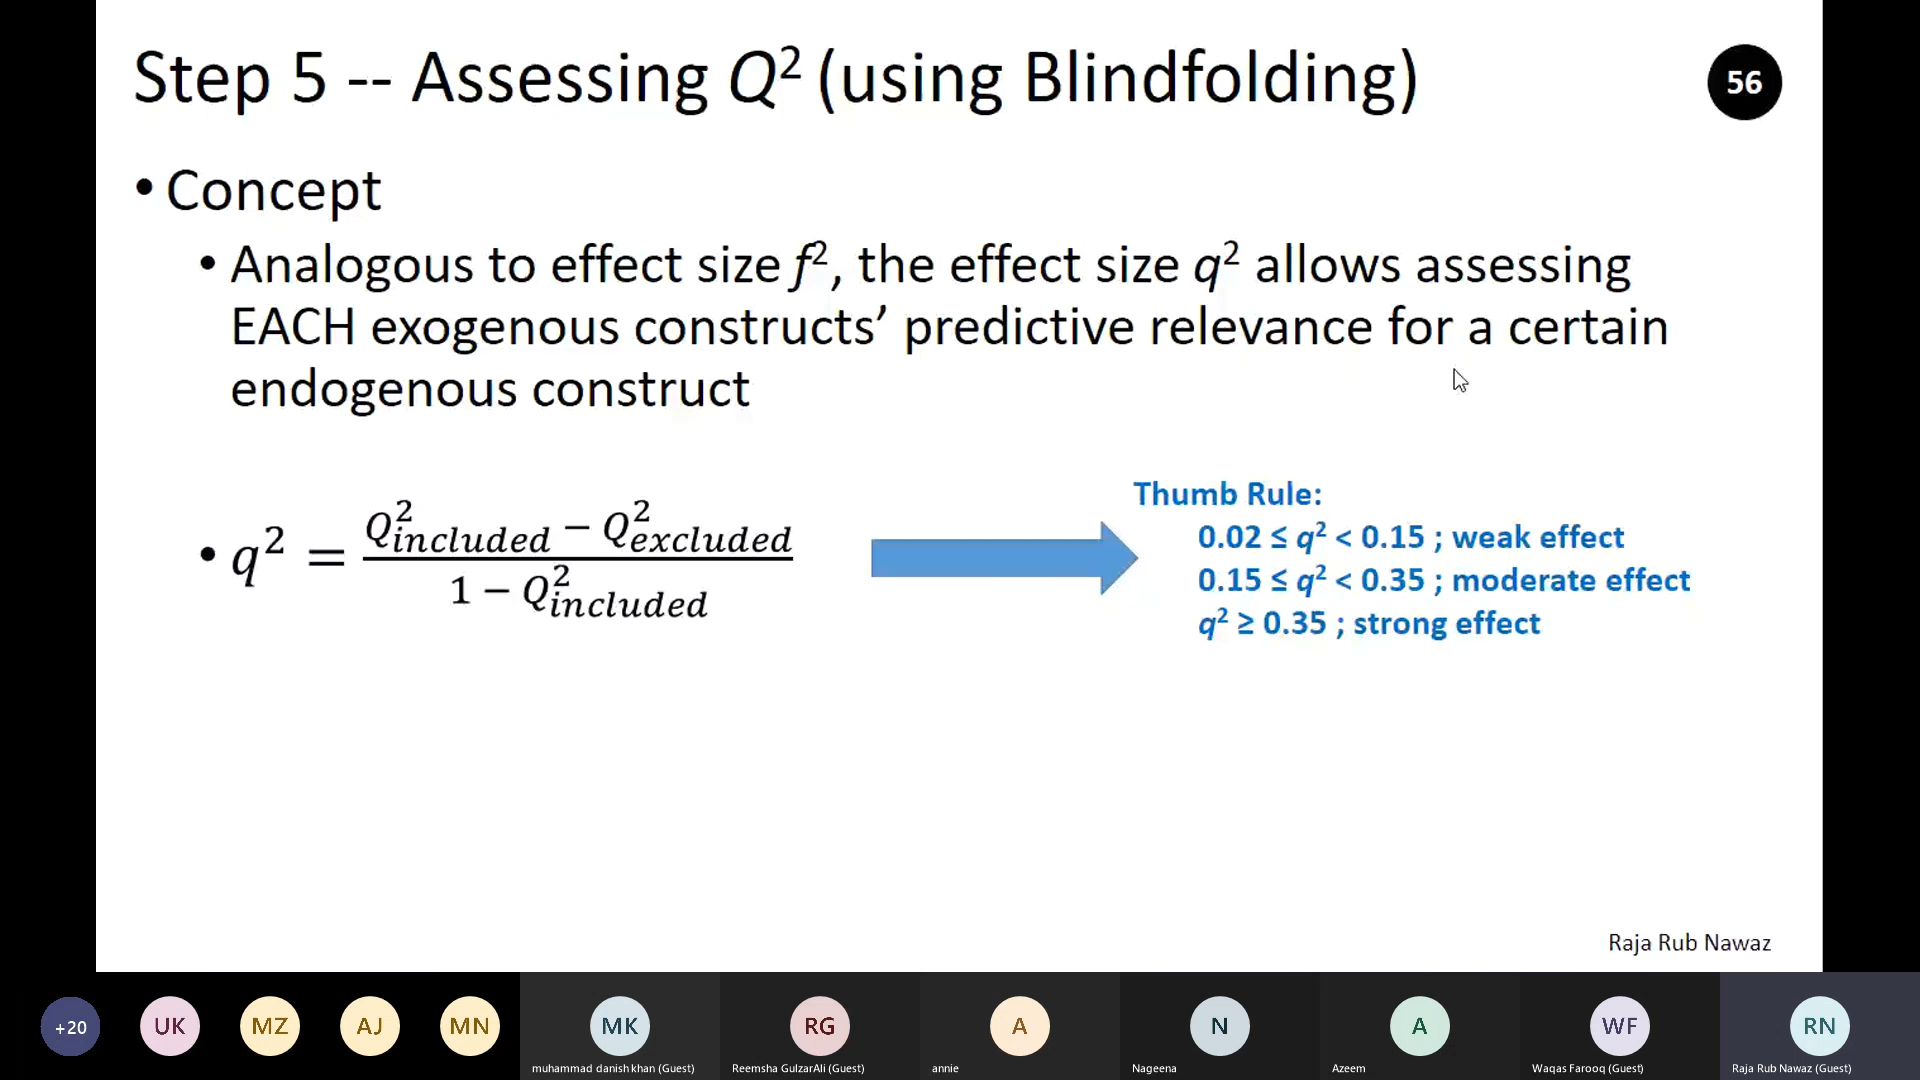 Step 5 -- Assessing Q² (using Blindfolding)
56
• Concept
• Analogous to effect size f², the effect size q² allows assessing
EACH exogenous constructs’ predictive relevance for a certain
endogenous construct
• q² = (Q²included − Q²excluded) / (1 − Q²included)
Thumb Rule:
0.02 ≤ q² < 0.15 ; weak effect
0.15 ≤ q² < 0.35 ; moderate effect
q² ≥ 0.35 ; strong effect
Raja Rub Nawaz
+20 UK MZ AJ MN MK RG A N A WF RN
muhammad danish khan (Guest) Reemsha GulzarAli (Guest) annie Nageena Azeem Waqas Farooq (Guest) Raja Rub Nawaz (Guest)